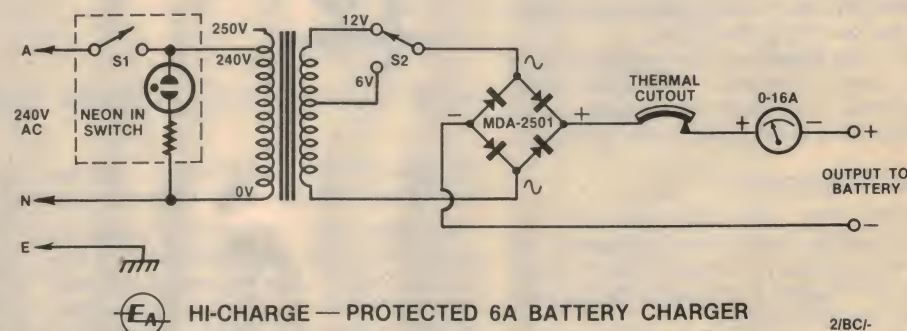 250V
240V
0V
12V
6V
A
S1
NEON IN
SWITCH
240V
AC
N
E
S2
MDA-2501
−
+
THERMAL
CUTOUT
0-16A
+
−
+
OUTPUT TO
BATTERY
−
EA HI-CHARGE — PROTECTED 6A BATTERY CHARGER
2/BC/-